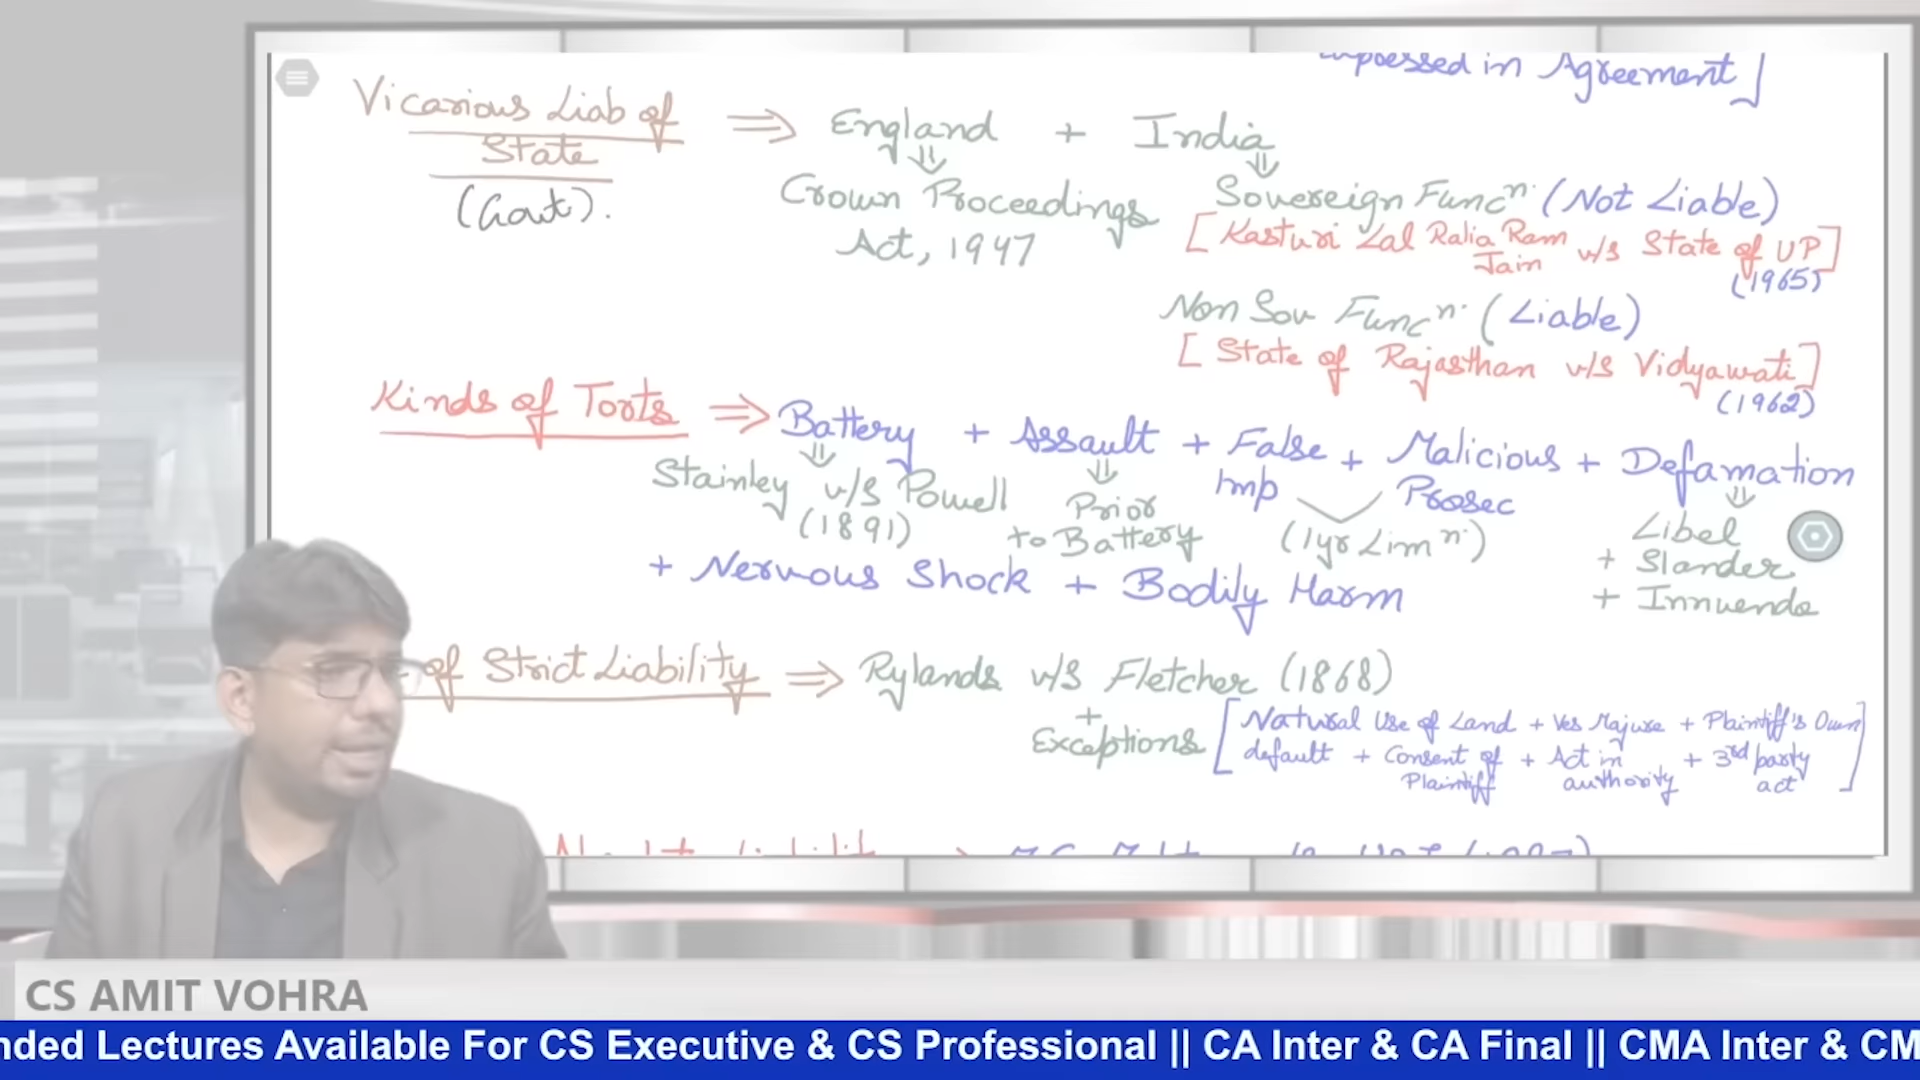 expressed in Agreement]
Vicarious Liab of State (Govt).
⇒ England + India
Crown Proceedings Act, 1947
Sovereign Funcn. (Not Liable)
[Kasturi Lal Ralia Ram Jain v/s State of UP] (1965)
Non Sov Funcn. (Liable)
[State of Rajasthan v/s Vidyawati] (1962)
Kinds of Torts ⇒ Battery + Assault + False Imp + Malicious Prosec + Defamation
Stainley v/s Powell (1891)
Prior to Battery
(1yr Limn.)
Libel
+ Slander
+ Innuendo
+ Nervous Shock + Bodily Harm
of Strict Liability ⇒ Rylands v/s Fletcher (1868)
+
Exceptions [Natural Use of Land + Ves Majure + Plaintiff's Own default + Consent of Plaintiff + Act in authority + 3rd party act]
CS AMIT VOHRA
nded Lectures Available For CS Executive & CS Professional || CA Inter & CA Final || CMA Inter & CM